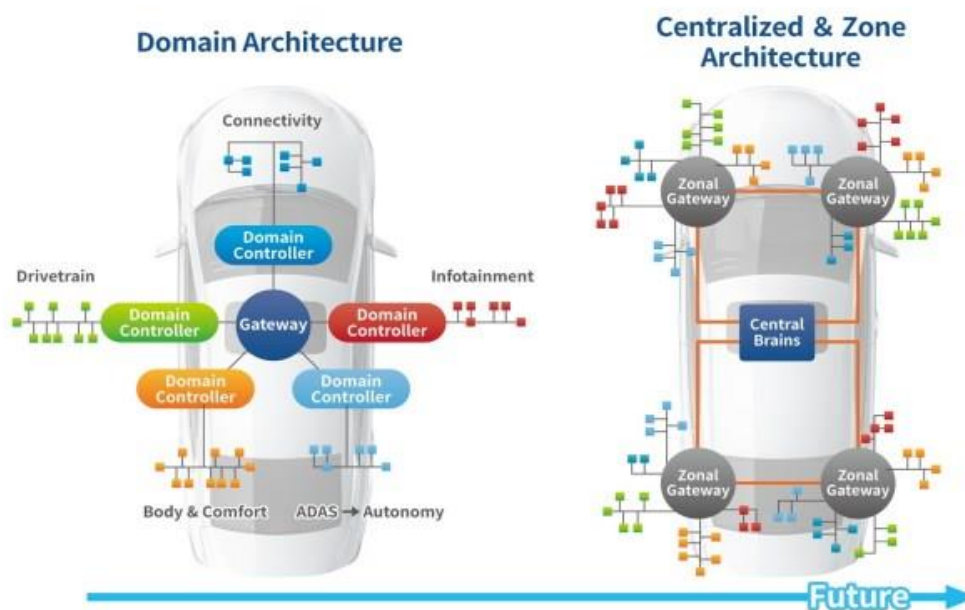 Domain Architecture
Connectivity
Domain
Controller
Drivetrain
Infotainment
Domain
Controller
Gateway
Domain
Controller
Domain
Controller
Domain
Controller
Body & Comfort
ADAS → Autonomy
Centralized & Zone
Architecture
Zonal
Gateway
Zonal
Gateway
Central
Brains
Zonal
Gateway
Zonal
Gateway
Future